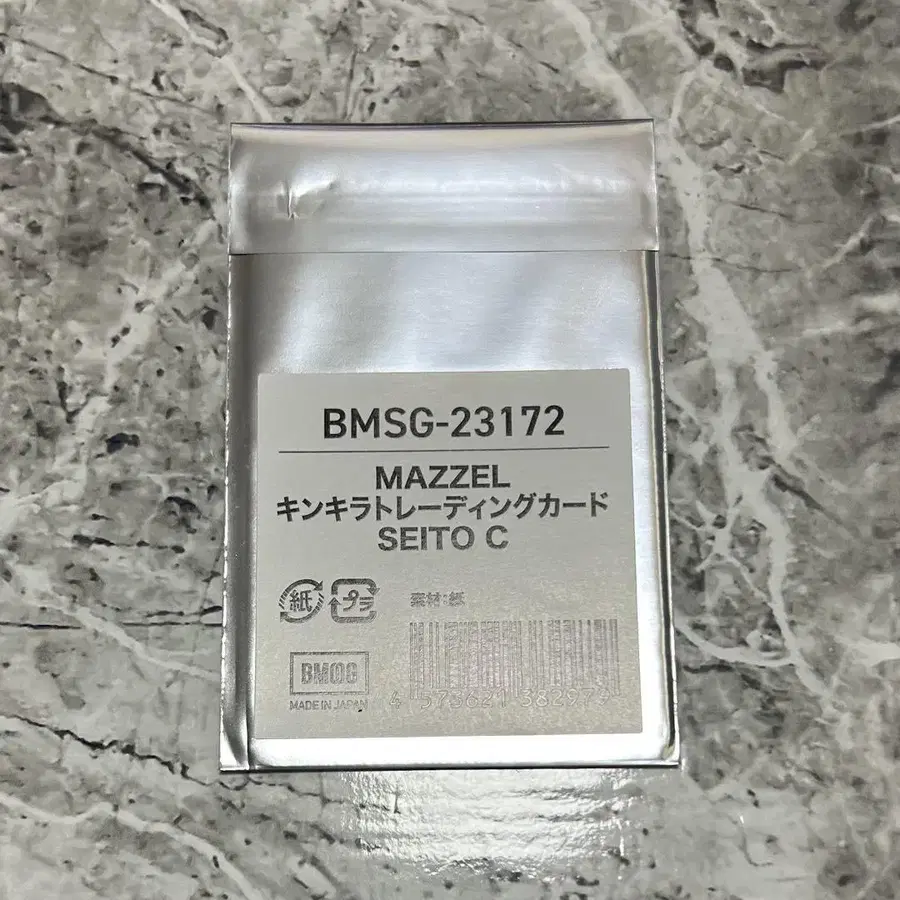 BMSG-23172
MAZZEL
キンキラトレーディングカード
SEITO C
紙 プラ 素材:紙
BMSG
MADE IN JAPAN
4 573621 382979